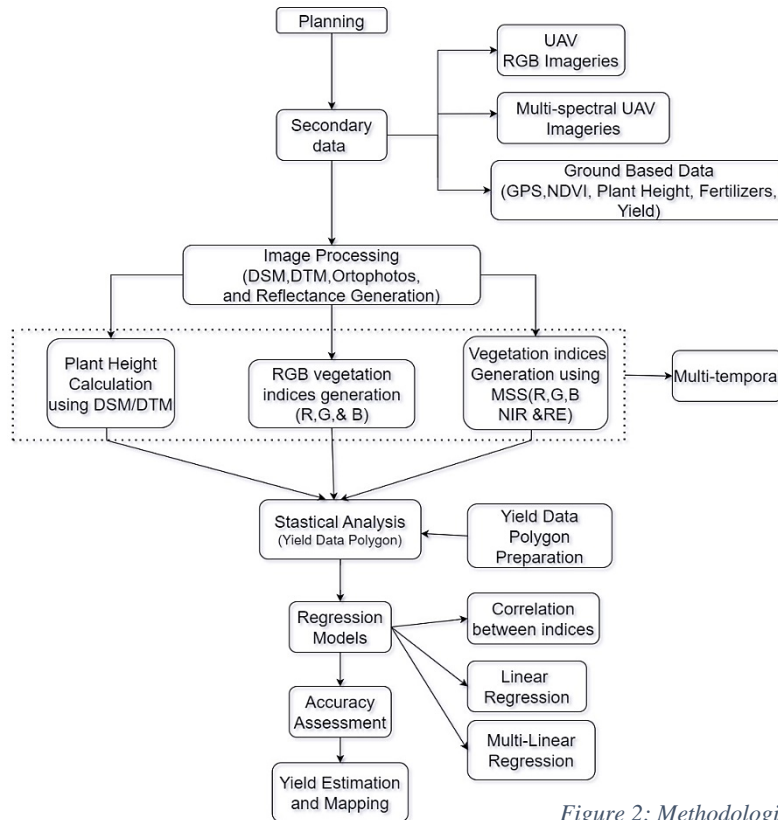 Planning
UAV
RGB Imageries
Secondary
data
Multi-spectral UAV
Imageries
Ground Based Data
(GPS,NDVI, Plant Height, Fertilizers,
Yield)
Image Processing
(DSM,DTM,Ortophotos,
and Reflectance Generation)
Plant Height
Calculation
using DSM/DTM
RGB vegetation
indices generation
(R,G,& B)
Vegetation indices
Generation using
MSS(R,G,B
NIR &RE)
Multi-tempora
Stastical Analysis
(Yield Data Polygon)
Yield Data
Polygon
Preparation
Regression
Models
Correlation
between indices
Linear
Regression
Multi-Linear
Regression
Accuracy
Assessment
Yield Estimation
and Mapping
Figure 2: Methodologi